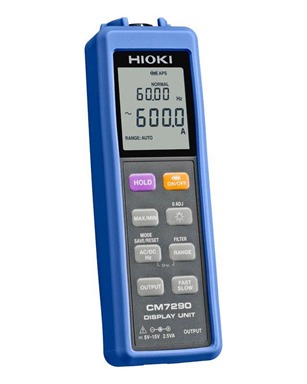 HIOKI
APS
NORMAL
60.00 Hz
~600.0
A
RANGE: AUTO
HOLD
ON/OFF
0 ADJ
MAX/MIN
MODE
SAVE/RESET
FILTER
AC/DC
Hz
RANGE
OUTPUT
FAST
SLOW
CM7290
DISPLAY UNIT
5V-15V 2.5VA
OUTPUT